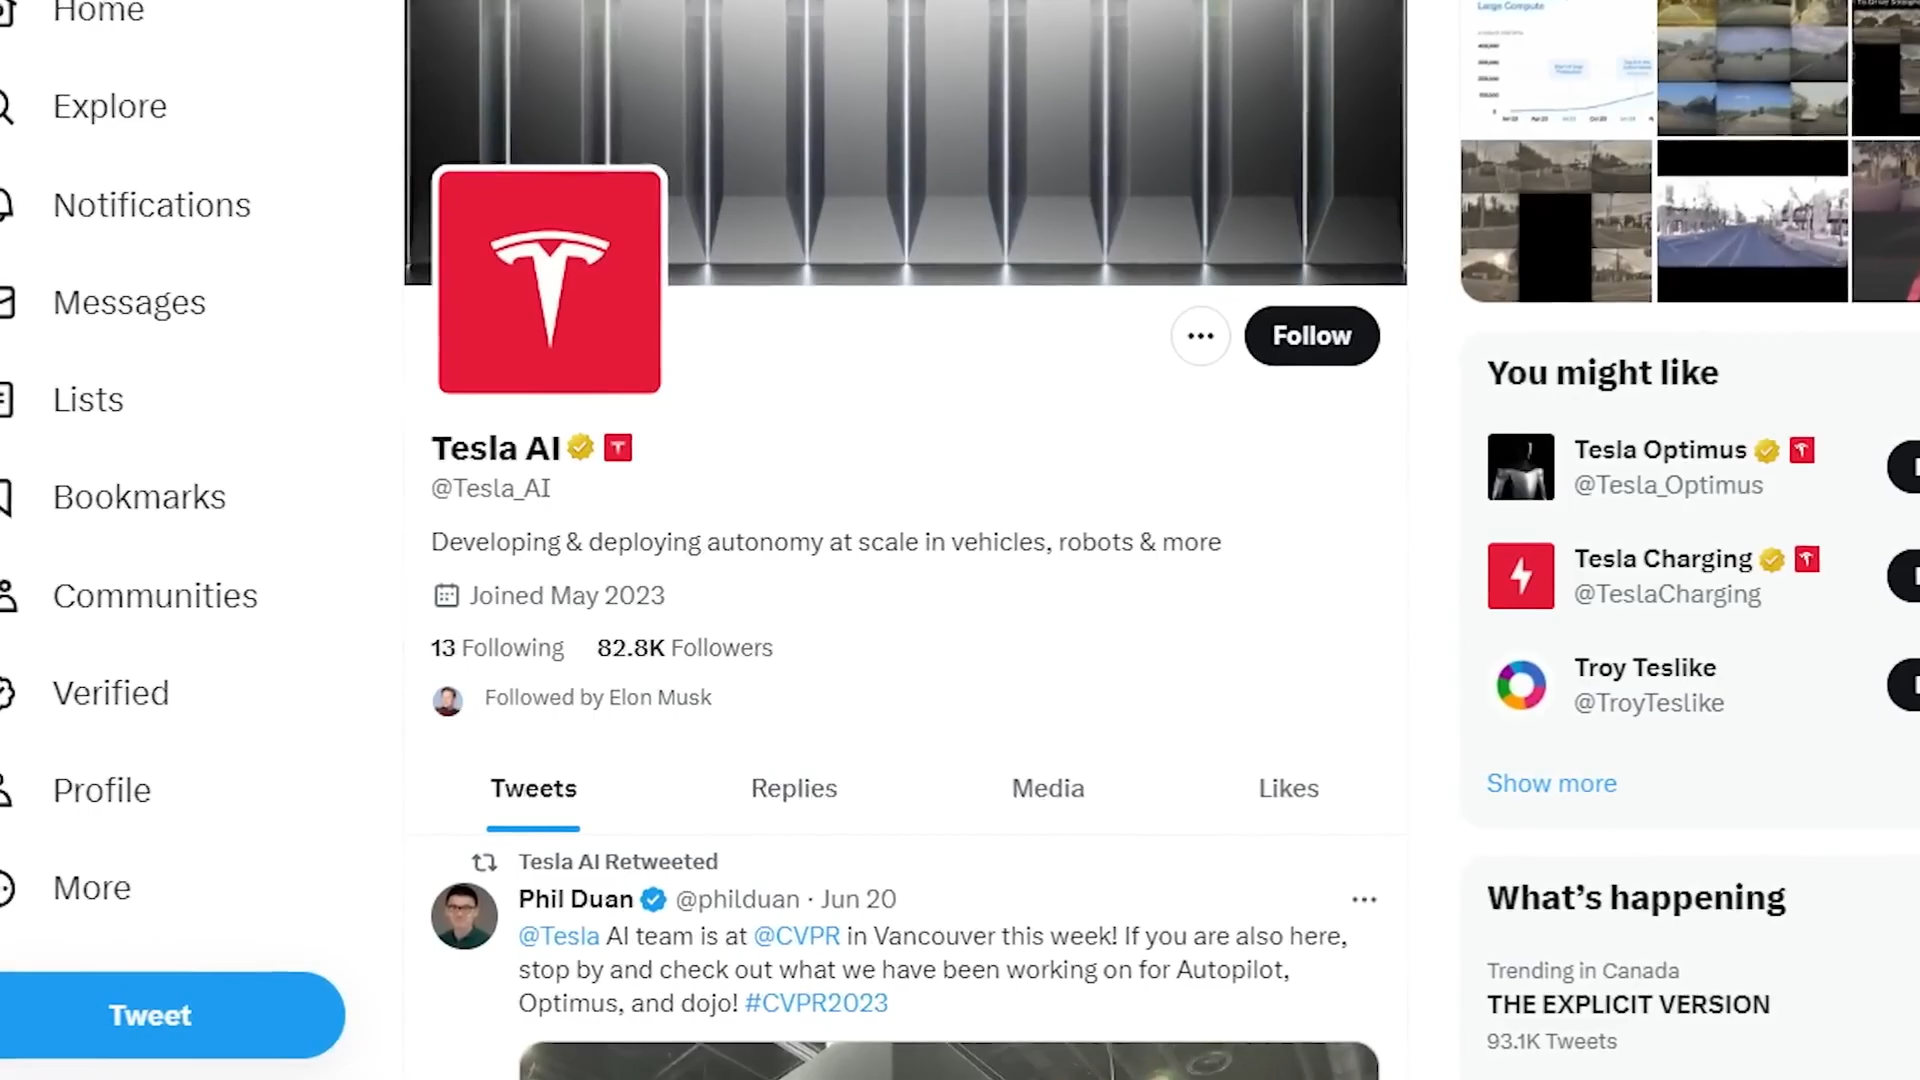 Home
Explore
Notifications
Messages
Lists
Bookmarks
Communities
Verified
Profile
More
Tweet
Follow
Tesla AI
@Tesla_AI
Developing & deploying autonomy at scale in vehicles, robots & more
Joined May 2023
13 Following 82.8K Followers
Followed by Elon Musk
Tweets Replies Media Likes
Tesla AI Retweeted
Phil Duan @philduan · Jun 20
@Tesla AI team is at @CVPR in Vancouver this week! If you are also here,
stop by and check out what we have been working on for Autopilot,
Optimus, and dojo! #CVPR2023
Large Compute
You might like
Tesla Optimus
@Tesla_Optimus
Tesla Charging
@TeslaCharging
Troy Teslike
@TroyTeslike
Show more
What's happening
Trending in Canada
THE EXPLICIT VERSION
93.1K Tweets